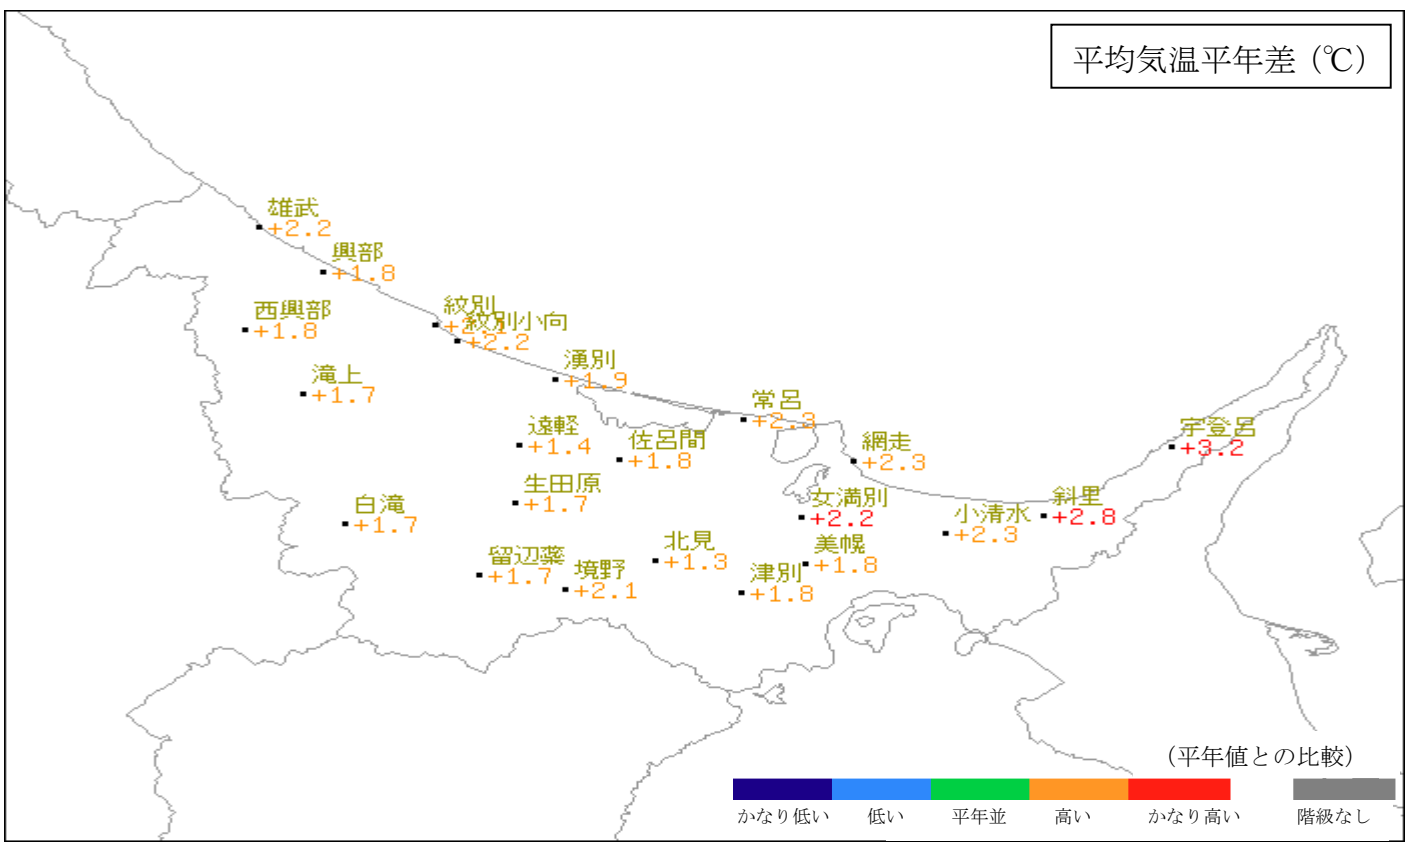 平均気温平年差（℃）
雄武
+2.2
興部
+1.8
西興部
+1.8
紋別
+2.1
紋別小向
+2.2
湧別
+1.9
滝上
+1.7
常呂
+2.3
遠軽
+1.4
佐呂間
+1.8
網走
+2.3
宇登呂
+3.2
生田原
+1.7
白滝
+1.7
女満別
+2.2
斜里
+2.8
小清水
+2.3
北見
+1.3
美幌
+1.8
留辺蘂
+1.7
境野
+2.1
津別
+1.8
（平年値との比較）
かなり低い 低い 平年並 高い かなり高い 階級なし